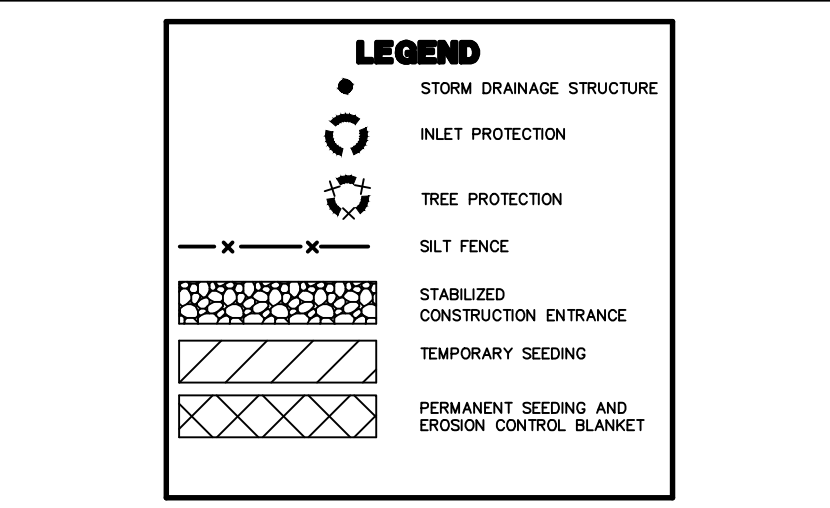 LEGEND
STORM DRAINAGE STRUCTURE
INLET PROTECTION
TREE PROTECTION
SILT FENCE
STABILIZED
CONSTRUCTION ENTRANCE
TEMPORARY SEEDING
PERMANENT SEEDING AND
EROSION CONTROL BLANKET